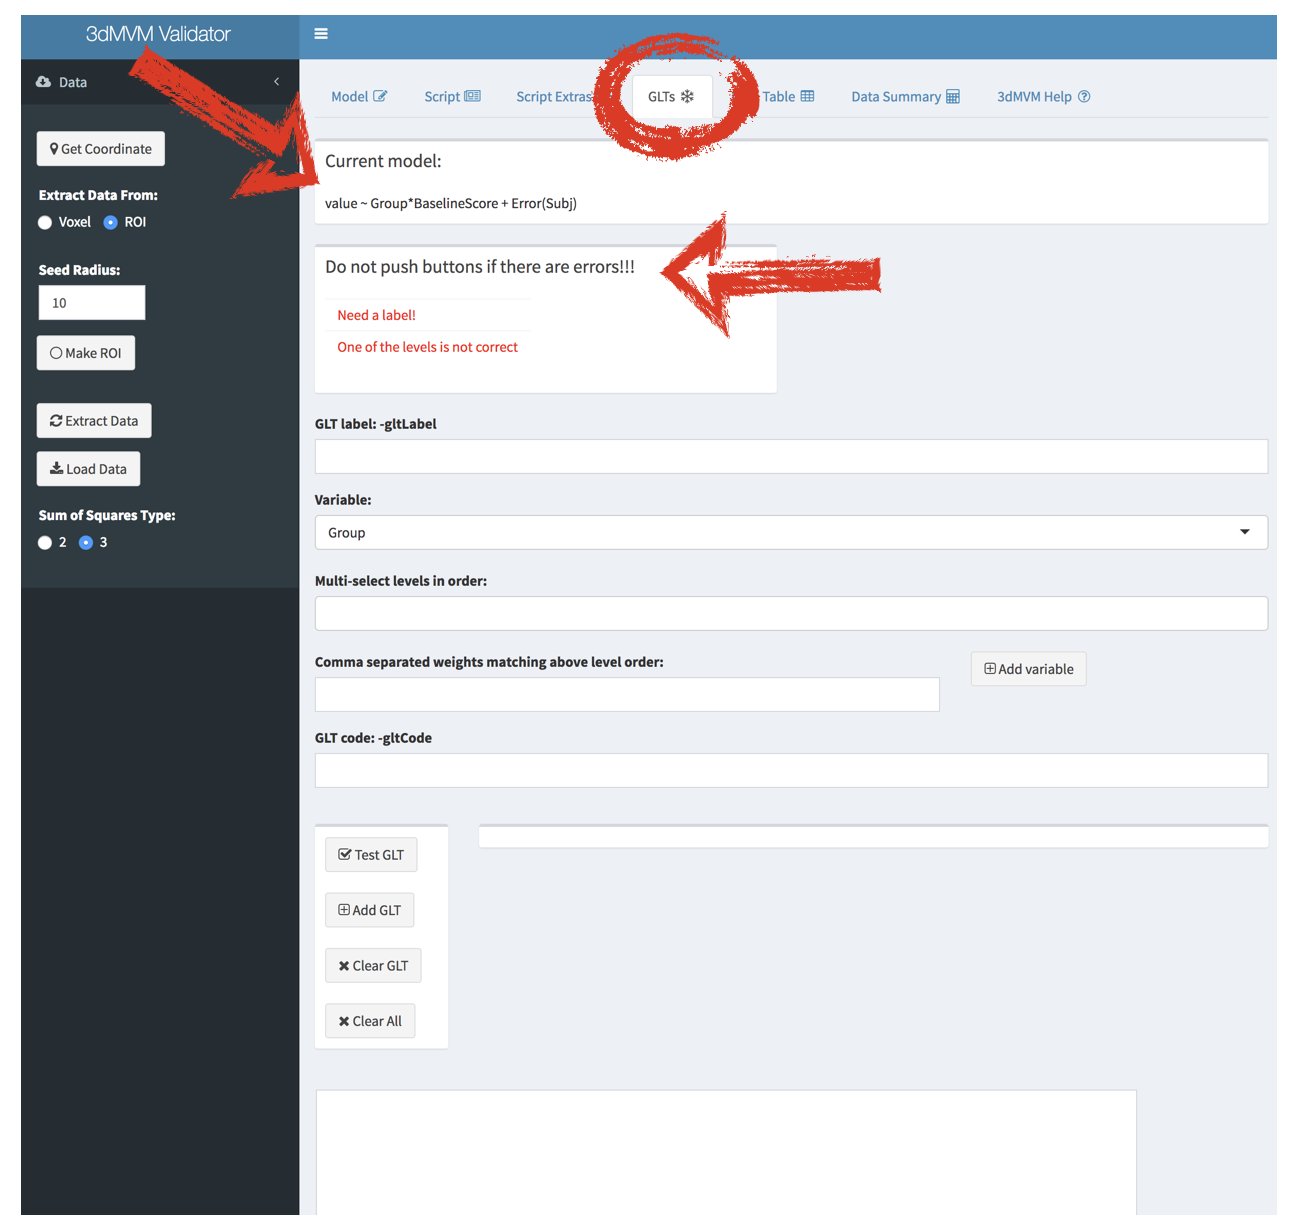 3dMVM Validator
Data
Model
Script
Script Extras
GLTs
Table
Data Summary
3dMVM Help
Get Coordinate
Extract Data From:
Voxel
ROI
Seed Radius:
10
Make ROI
Extract Data
Load Data
Sum of Squares Type:
2
3
Current model:
value ~ Group*BaselineScore + Error(Subj)
Do not push buttons if there are errors!!!
Need a label!
One of the levels is not correct
GLT label: -gltLabel
Variable:
Group
Multi-select levels in order:
Comma separated weights matching above level order:
Add variable
GLT code: -gltCode
Test GLT
Add GLT
Clear GLT
Clear All